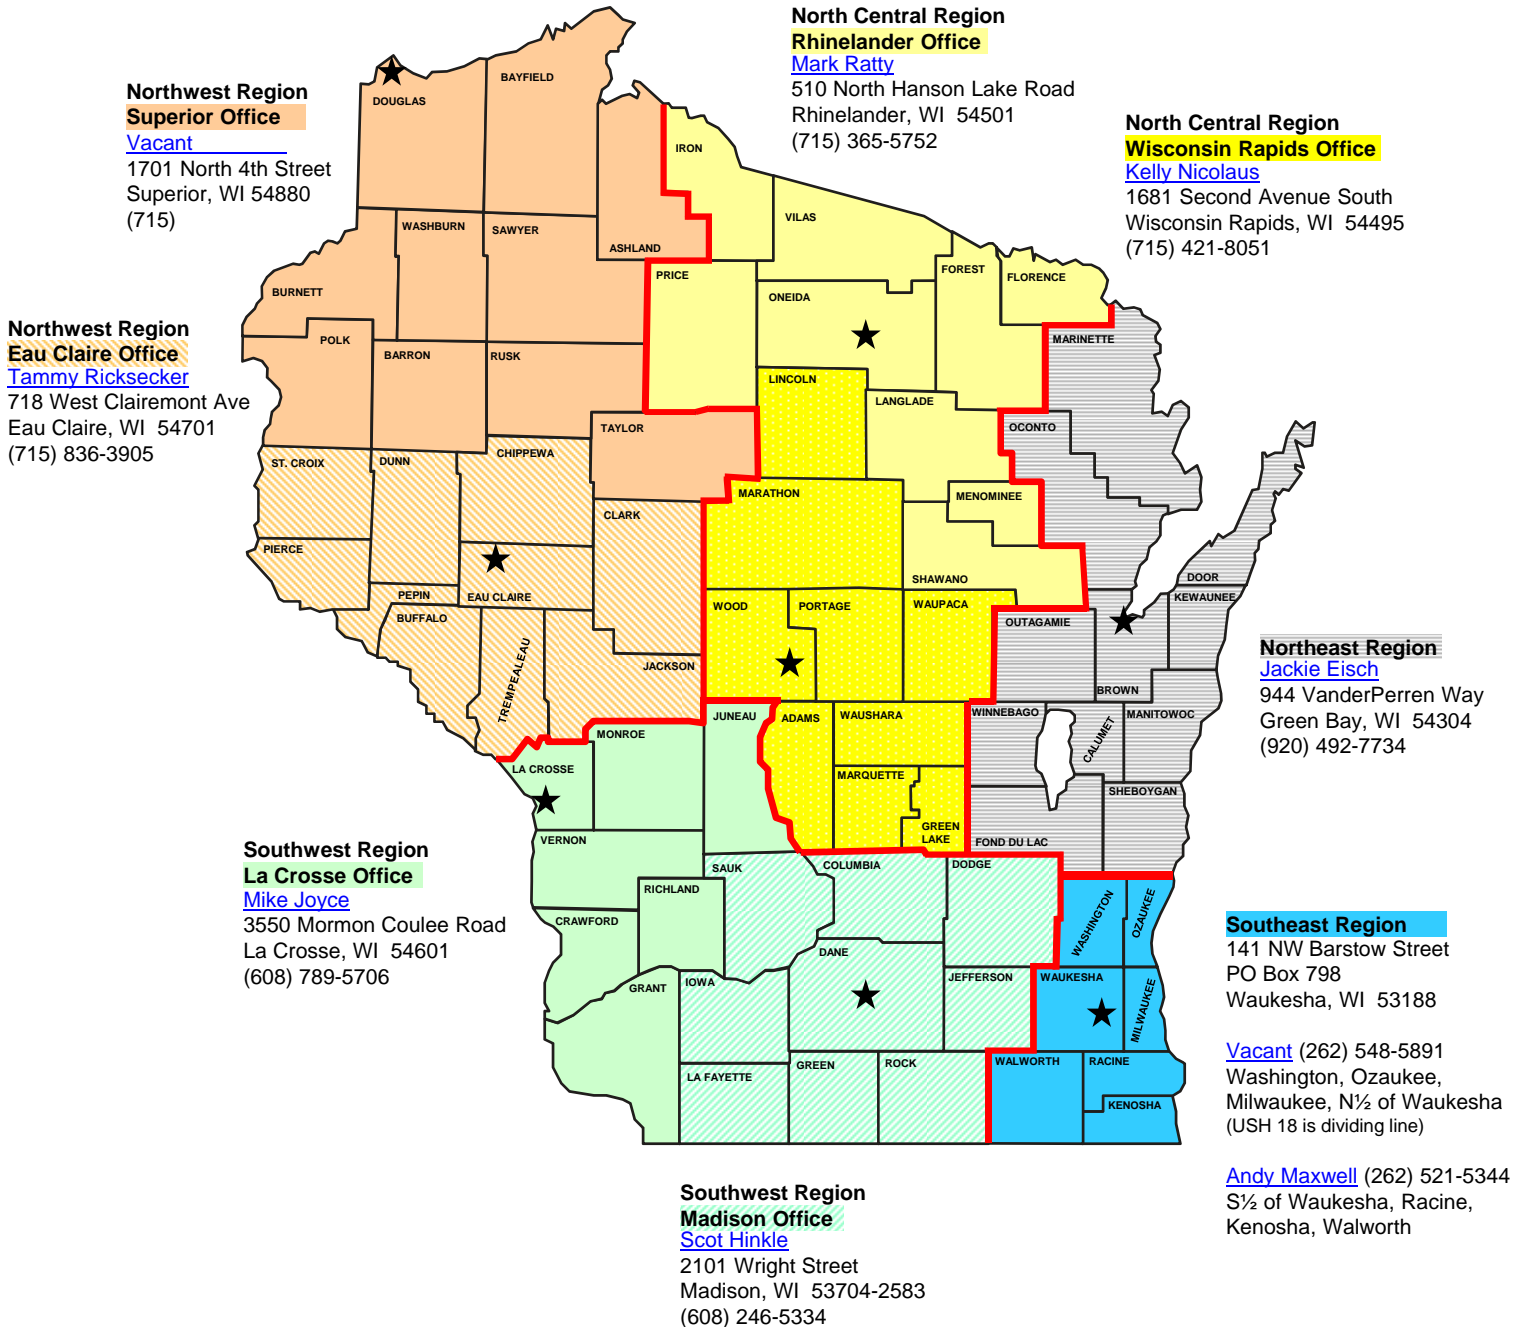 North Central Region
Rhinelander Office
Mark Ratty
510 North Hanson Lake Road
Rhinelander, WI  54501
(715) 365-5752
Northwest Region
Superior Office
Vacant
1701 North 4th Street
Superior, WI 54880
(715)
North Central Region
Wisconsin Rapids Office
Kelly Nicolaus
1681 Second Avenue South
Wisconsin Rapids, WI  54495
(715) 421-8051
Northwest Region
Eau Claire Office
Tammy Ricksecker
718 West Clairemont Ave
Eau Claire, WI  54701
(715) 836-3905
BAYFIELD
DOUGLAS
IRON
VILAS
WASHBURN
SAWYER
ASHLAND
PRICE
FOREST
FLORENCE
BURNETT
ONEIDA
POLK
BARRON
RUSK
MARINETTE
LINCOLN
LANGLADE
TAYLOR
OCONTO
ST. CROIX
DUNN
CHIPPEWA
MARATHON
MENOMINEE
CLARK
PIERCE
SHAWANO
DOOR
PEPIN
EAU CLAIRE
KEWAUNEE
BUFFALO
WOOD
PORTAGE
WAUPACA
OUTAGAMIE
TREMPEALEAU
JACKSON
BROWN
JUNEAU
ADAMS
WAUSHARA
WINNEBAGO
CALUMET
MANITOWOC
MONROE
LA CROSSE
MARQUETTE
SHEBOYGAN
GREEN
LAKE
FOND DU LAC
VERNON
SAUK
COLUMBIA
DODGE
RICHLAND
CRAWFORD
WASHINGTON
OZAUKEE
DANE
GRANT
IOWA
JEFFERSON
WAUKESHA
MILWAUKEE
LA FAYETTE
GREEN
ROCK
WALWORTH
RACINE
KENOSHA
Northeast Region
Jackie Eisch
944 VanderPerren Way
Green Bay, WI  54304
(920) 492-7734
Southwest Region
La Crosse Office
Mike Joyce
3550 Mormon Coulee Road
La Crosse, WI  54601
(608) 789-5706
Southeast Region
141 NW Barstow Street
PO Box 798
Waukesha, WI  53188
Vacant (262) 548-5891
Washington, Ozaukee,
Milwaukee, N½ of Waukesha
(USH 18 is dividing line)
Andy Maxwell (262) 521-5344
S½ of Waukesha, Racine,
Kenosha, Walworth
Southwest Region
Madison Office
Scot Hinkle
2101 Wright Street
Madison, WI  53704-2583
(608) 246-5334